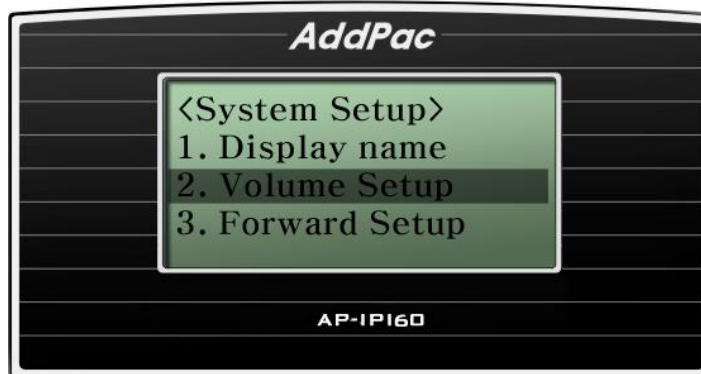 AddPac
<System Setup>
1. Display name
2. Volume Setup
3. Forward Setup
AP-IP160